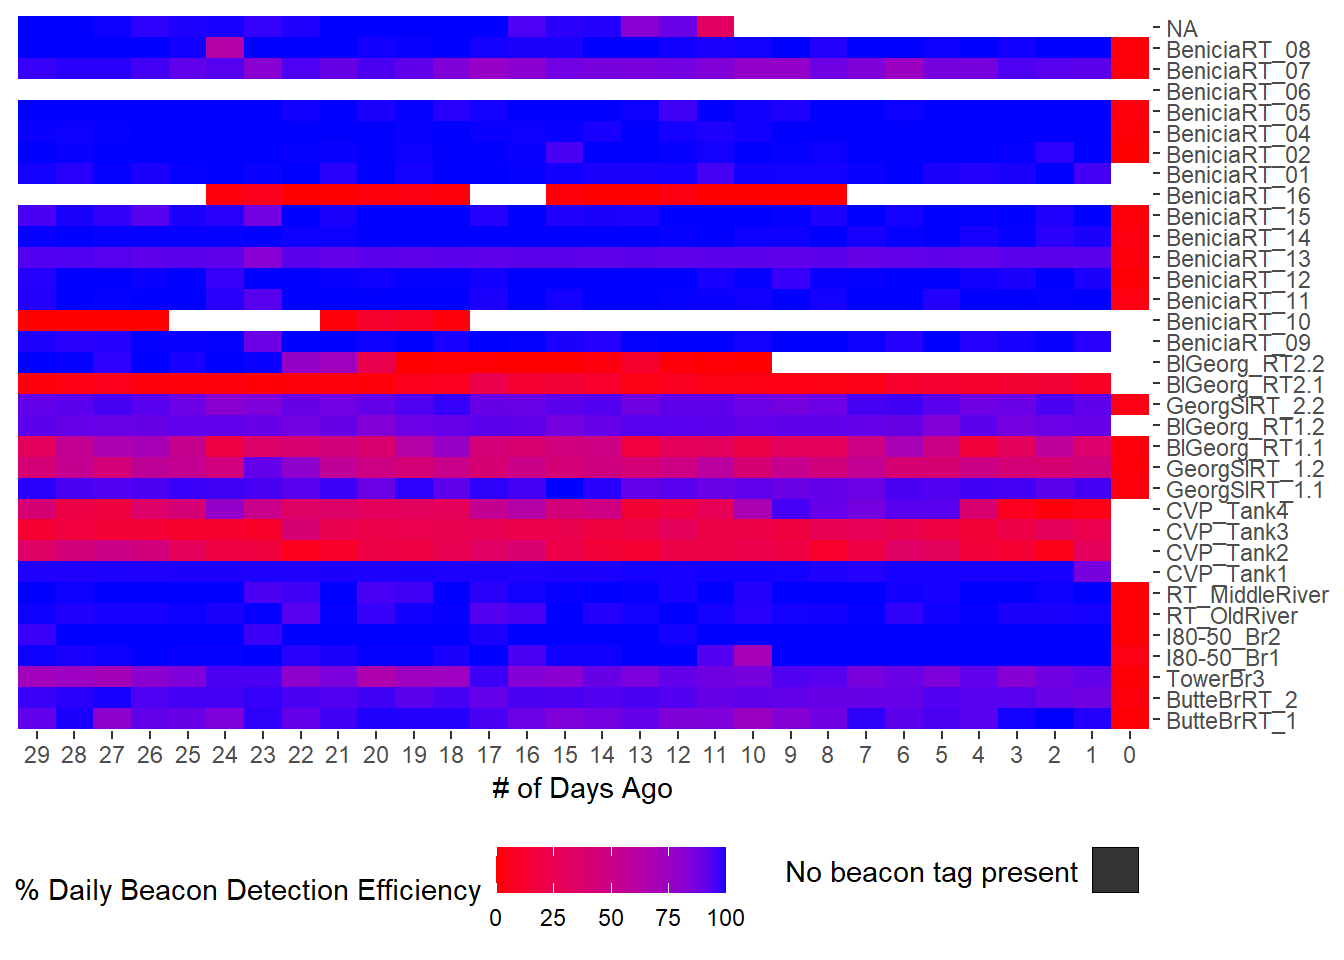 NA
BeniciaRT_08
BeniciaRT_07
BeniciaRT_06
BeniciaRT_05
BeniciaRT_04
BeniciaRT_02
BeniciaRT_01
BeniciaRT_16
BeniciaRT_15
BeniciaRT_14
BeniciaRT_13
BeniciaRT_12
BeniciaRT_11
BeniciaRT_10
BeniciaRT_09
BlGeorg_RT2.2
BlGeorg_RT2.1
GeorgSlRT_2.2
BlGeorg_RT1.2
BlGeorg_RT1.1
GeorgSlRT_1.2
GeorgSlRT_1.1
CVP_Tank4
CVP_Tank3
CVP_Tank2
CVP_Tank1
RT_MiddleRiver
RT_OldRiver
I80-50_Br2
I80-50_Br1
TowerBr3
ButteBrRT_2
ButteBrRT_1
29 28 27 26 25 24 23 22 21 20 19 18 17 16 15 14 13 12 11 10 9 8 7 6 5 4 3 2 1 0
# of Days Ago
% Daily Beacon Detection Efficiency
0 25 50 75 100
No beacon tag present